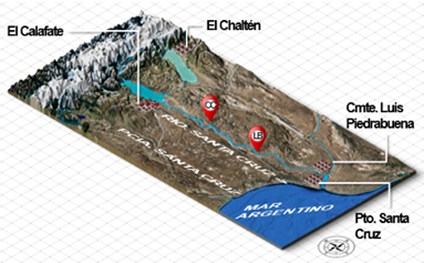 El Chaltén
El Calafate
CC
LB
Cmte. Luis
Piedrabuena
RÍO SANTA CRUZ
PCIA. SANTA CRUZ
MAR
ARGENTINO
Pto. Santa
Cruz